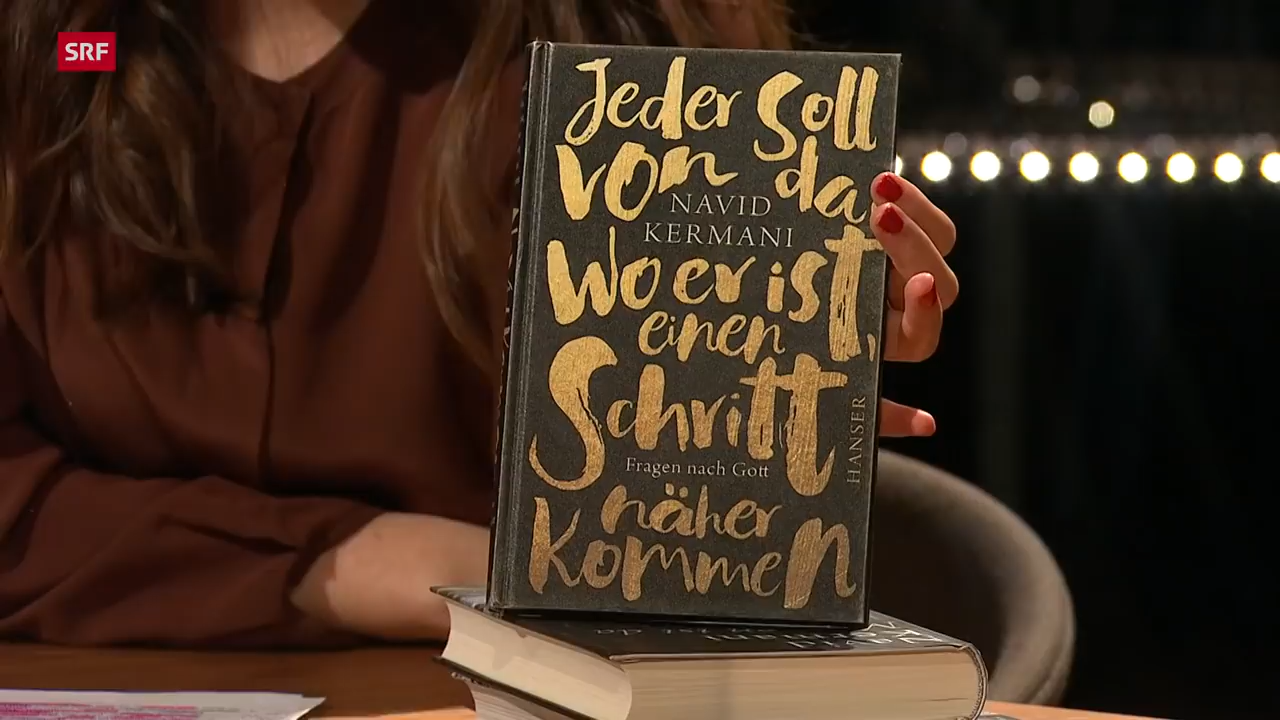 SRF
Jeder soll
von da,
NAVID
KERMANI
wo er ist,
einen
Schritt
Fragen nach Gott
näher
kommen
HANSER